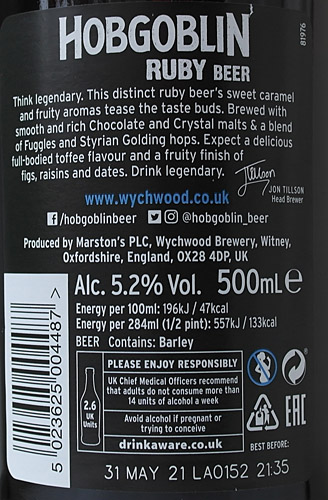 HOBGOBLIN
RUBY BEER
81976
Think legendary. This distinct ruby beer's sweet caramel
and fruity aromas tease the taste buds. Brewed with
smooth and rich Chocolate and Crystal malts & a blend
of Fuggles and Styrian Golding hops. Expect a delicious
full-bodied toffee flavour and a fruity finish of
figs, raisins and dates. Drink legendary.
JTillson
JON TILLSON
Head Brewer
www.wychwood.co.uk
/hobgoblinbeer @hobgoblin_beer
Produced by Marston's PLC, Wychwood Brewery, Witney,
Oxfordshire, England, OX28 4DP, UK
Alc. 5.2% Vol. 500mL e
Energy per 100ml: 196kJ / 47kcal
Energy per 284ml (1/2 pint): 557kJ / 133kcal
BEER Contains: Barley
5 023625 004487 >
2.6
UK
Units
PLEASE ENJOY RESPONSIBLY
UK Chief Medical Officers recommend
that adults do not consume more than
14 units of alcohol a week
Avoid alcohol if pregnant or
trying to conceive
drinkaware.co.uk
70
GL
EAC
BEST BEFORE:
31 MAY 21 LA0152 21:35